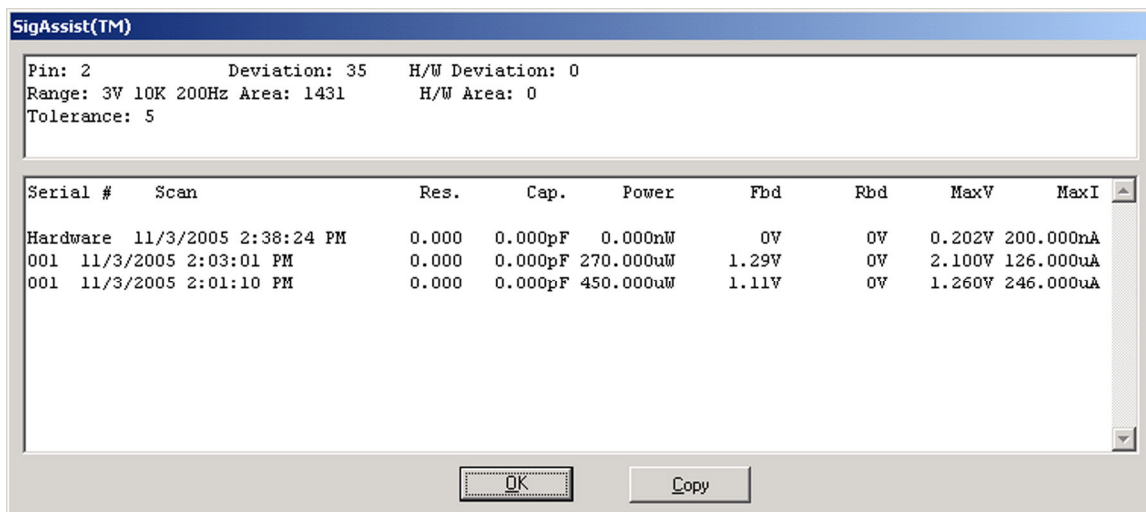 SigAssist(TM)
Pin: 2 Deviation: 35 H/W Deviation: 0
Range: 3V 10K 200Hz Area: 1431 H/W Area: 0
Tolerance: 5
Serial # Scan Res. Cap. Power Fbd Rbd MaxV MaxI
Hardware 11/3/2005 2:38:24 PM 0.000 0.000pF 0.000nW 0V 0V 0.202V 200.000nA
001 11/3/2005 2:03:01 PM 0.000 0.000pF 270.000uW 1.29V 0V 2.100V 126.000uA
001 11/3/2005 2:01:10 PM 0.000 0.000pF 450.000uW 1.11V 0V 1.260V 246.000uA
OK Copy